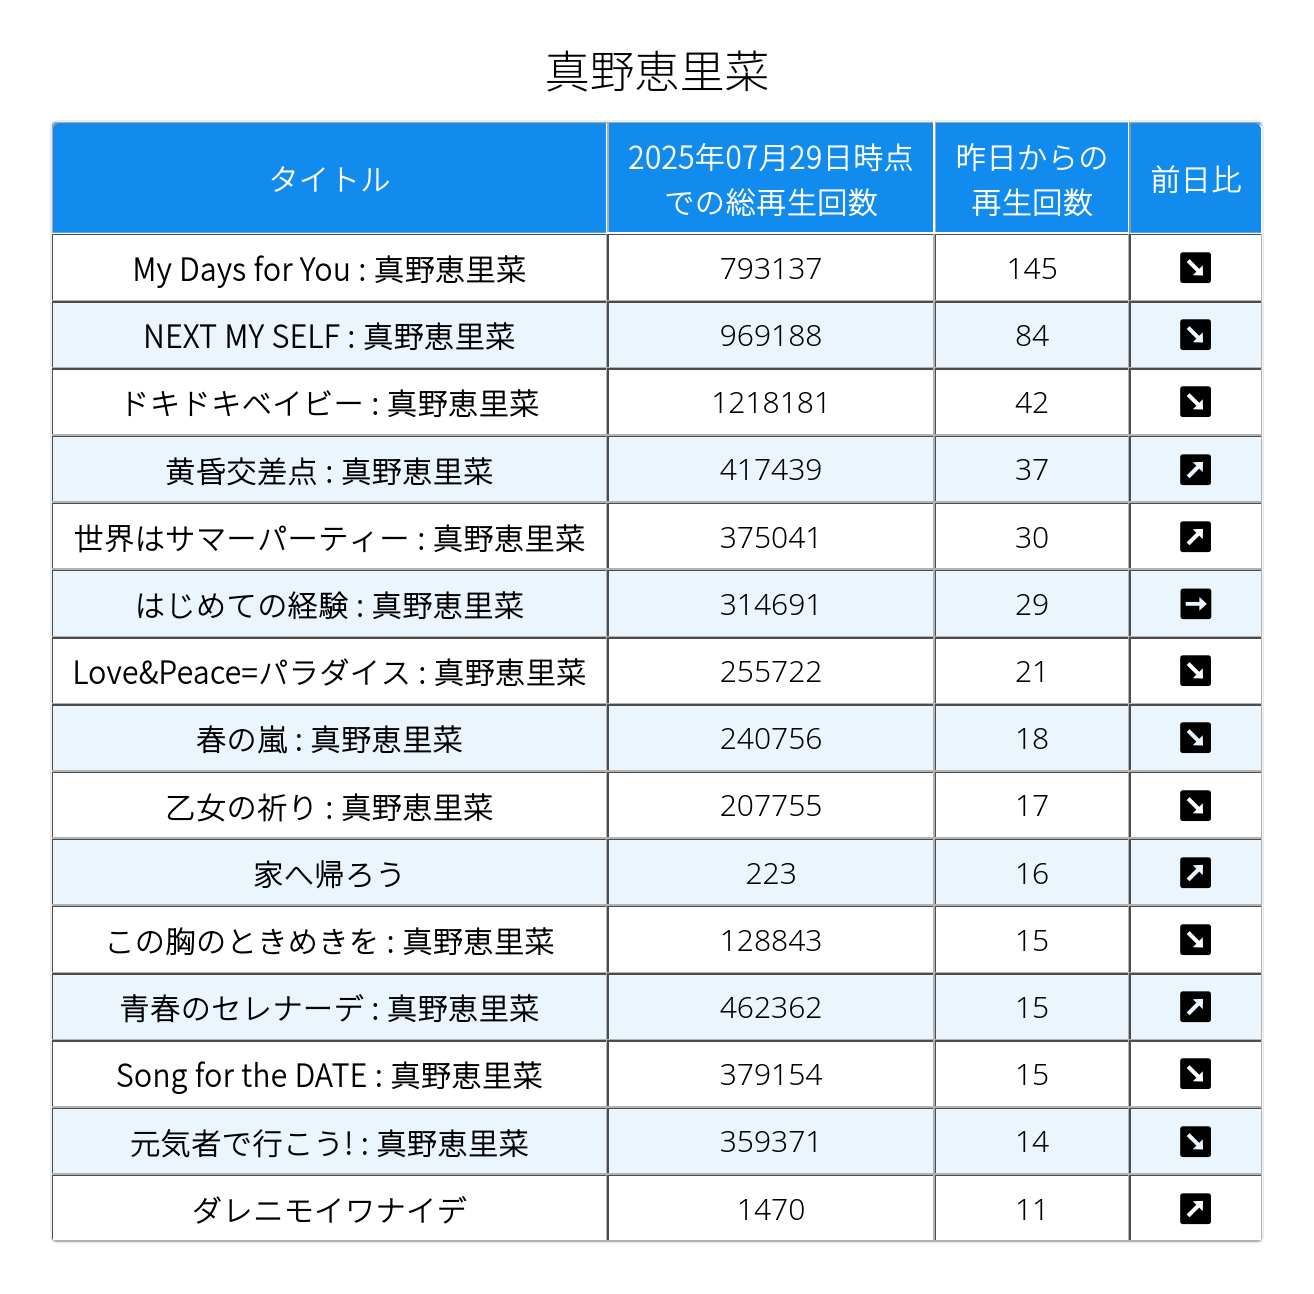 真野恵里菜
タイトル
2025年07月29日時点
での総再生回数
昨日からの
再生回数
前日比
My Days for You : 真野恵里菜 793137 145 ↘
NEXT MY SELF : 真野恵里菜 969188 84 ↘
ドキドキベイビー : 真野恵里菜 1218181 42 ↘
黄昏交差点 : 真野恵里菜 417439 37 ↗
世界はサマーパーティー : 真野恵里菜 375041 30 ↗
はじめての経験 : 真野恵里菜 314691 29 →
Love&Peace=パラダイス : 真野恵里菜 255722 21 ↘
春の嵐 : 真野恵里菜 240756 18 ↘
乙女の祈り : 真野恵里菜 207755 17 ↘
家へ帰ろう 223 16 ↗
この胸のときめきを : 真野恵里菜 128843 15 ↘
青春のセレナーデ : 真野恵里菜 462362 15 ↗
Song for the DATE : 真野恵里菜 379154 15 ↘
元気者で行こう! : 真野恵里菜 359371 14 ↘
ダレニモイワナイデ 1470 11 ↗